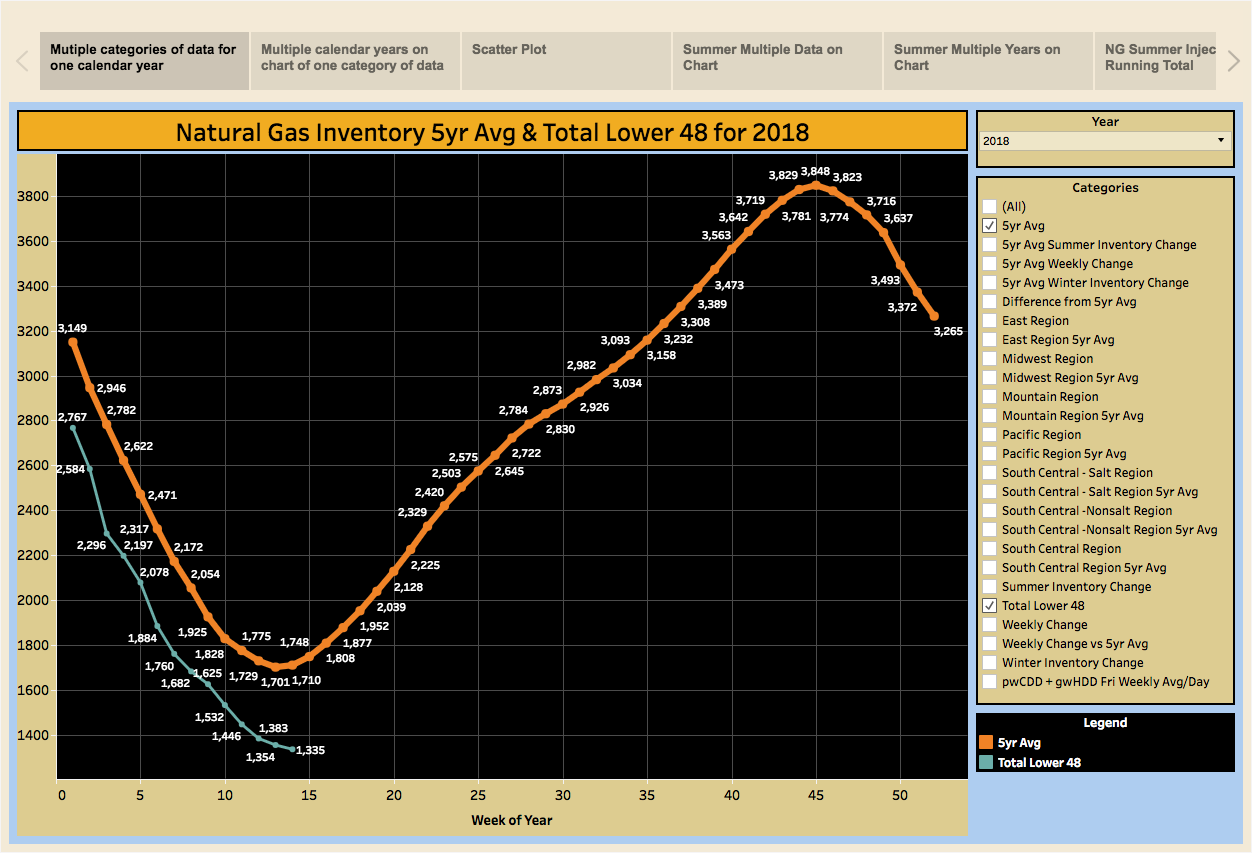 Mutiple categories of data for
one calendar year
Multiple calendar years on
chart of one category of data
Scatter Plot
Summer Multiple Data on
Chart
Summer Multiple Years on
Chart
NG Summer Injec
Running Total
Natural Gas Inventory 5yr Avg & Total Lower 48 for 2018
3800
3600
3400
3200
3000
2800
2600
2400
2200
2000
1800
1600
1400
3,149
2,946
2,782
2,622
2,471
2,317
2,172
2,054
1,925
1,828
1,775
1,729
1,701
1,710
1,748
1,808
1,877
1,952
2,039
2,128
2,225
2,329
2,420
2,503
2,575
2,645
2,722
2,784
2,830
2,873
2,926
2,982
3,034
3,093
3,158
3,232
3,308
3,389
3,473
3,563
3,642
3,719
3,781
3,829
3,848
3,823
3,774
3,716
3,637
3,493
3,372
3,265
2,767
2,584
2,296
2,197
2,078
1,884
1,760
1,682
1,625
1,532
1,446
1,383
1,354
1,335
0 5 10 15 20 25 30 35 40 45 50
Week of Year
Year
2018
Categories
(All)
5yr Avg
5yr Avg Summer Inventory Change
5yr Avg Weekly Change
5yr Avg Winter Inventory Change
Difference from 5yr Avg
East Region
East Region 5yr Avg
Midwest Region
Midwest Region 5yr Avg
Mountain Region
Mountain Region 5yr Avg
Pacific Region
Pacific Region 5yr Avg
South Central - Salt Region
South Central - Salt Region 5yr Avg
South Central -Nonsalt Region
South Central -Nonsalt Region 5yr Avg
South Central Region
South Central Region 5yr Avg
Summer Inventory Change
Total Lower 48
Weekly Change
Weekly Change vs 5yr Avg
Winter Inventory Change
pwCDD + gwHDD Fri Weekly Avg/Day
Legend
5yr Avg
Total Lower 48